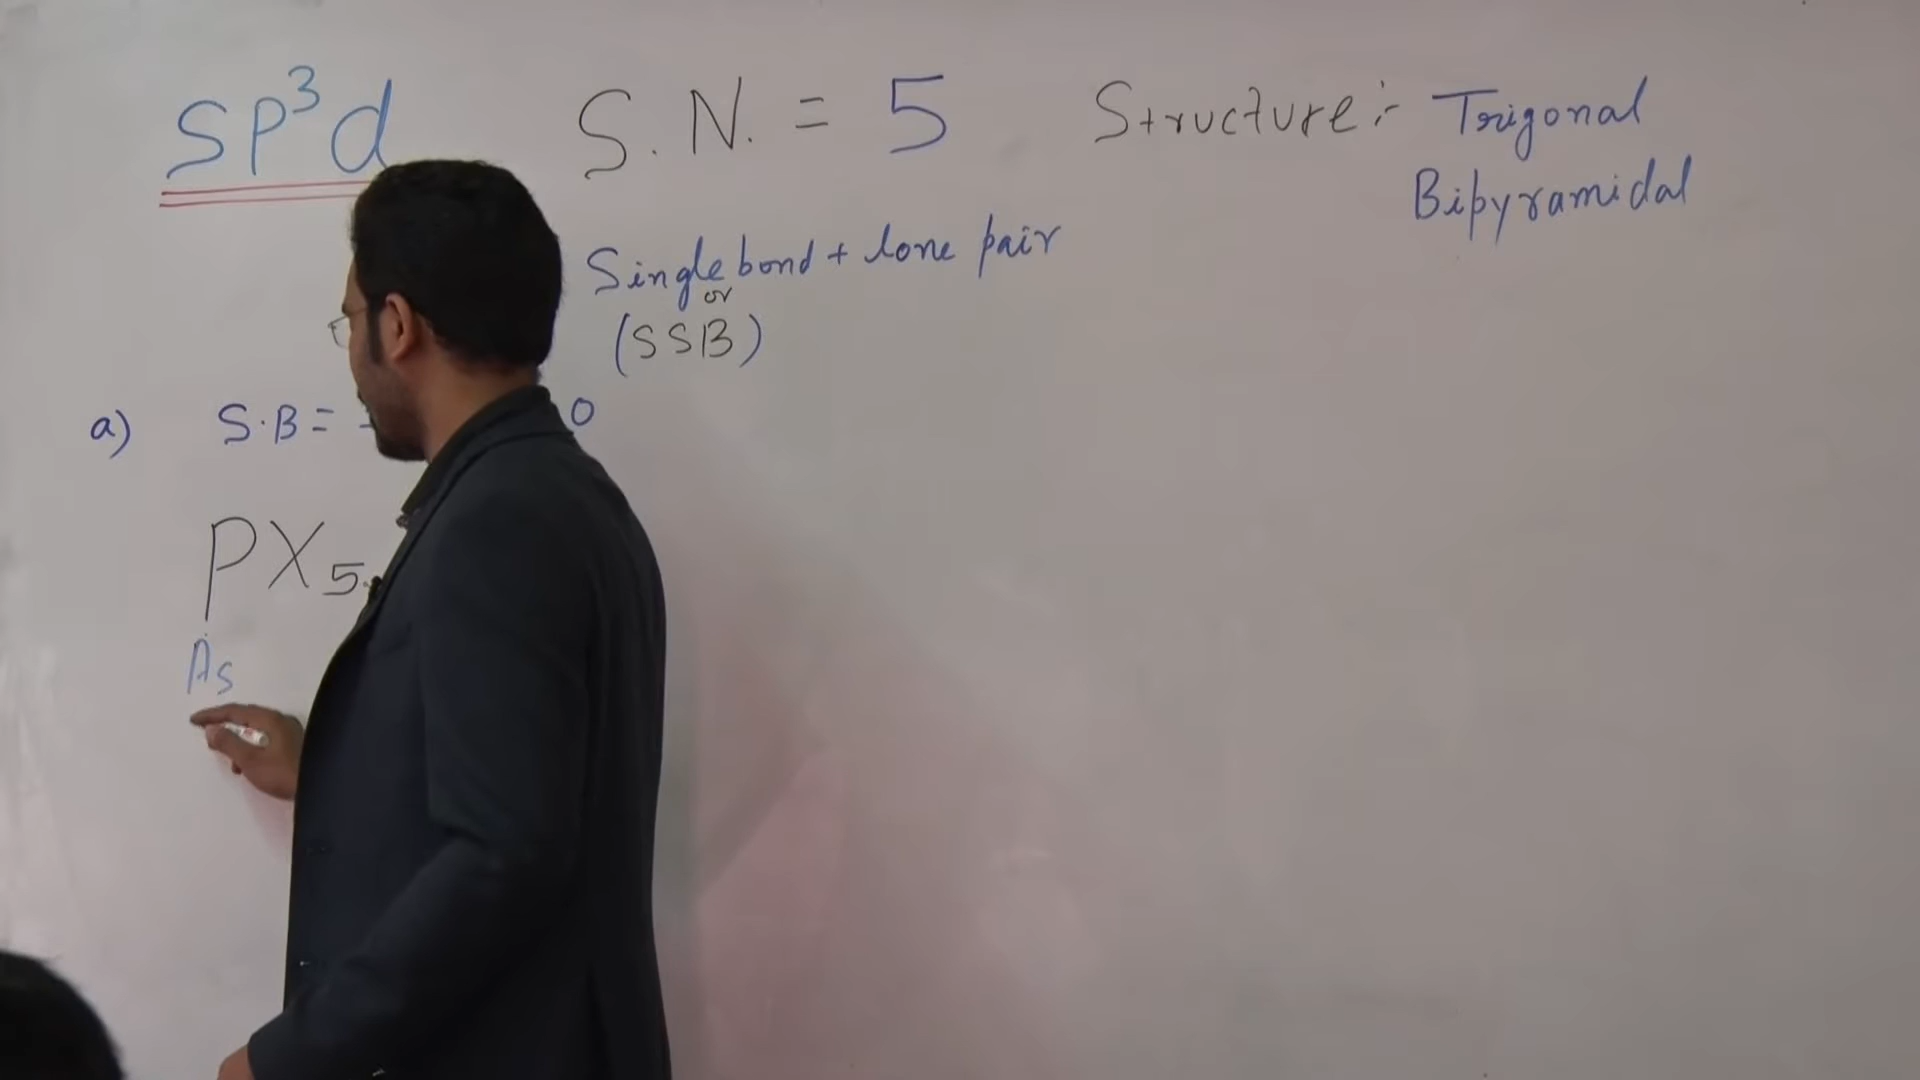 SP³d S.N. = 5 Structure :- Trigonal
Bipyramidal
Single bond + lone pair
or
(SSB)
a) S.B = 0
PX₅
As